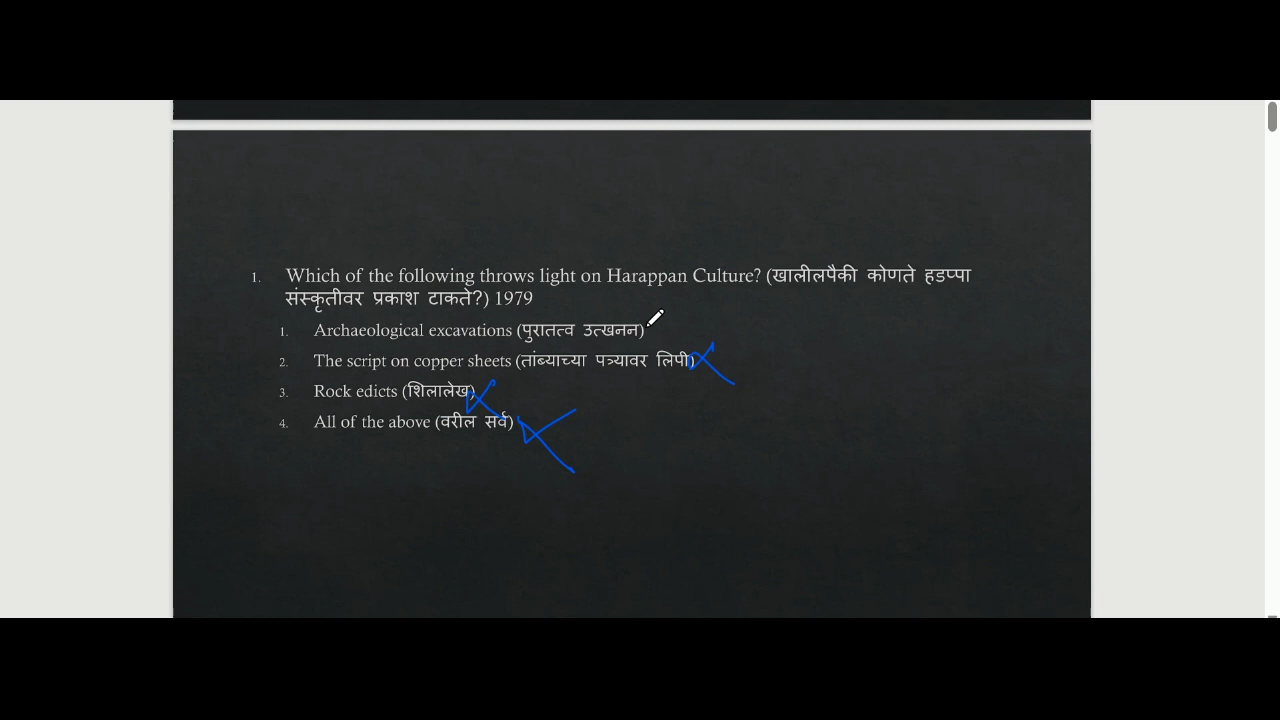 1. Which of the following throws light on Harappan Culture? (खालीलपैकी कोणते हडप्पा
संस्कृतीवर प्रकाश टाकते?) 1979
1. Archaeological excavations (पुरातत्व उत्खनन)
2. The script on copper sheets (तांब्याच्या पत्र्यावर लिपी)
3. Rock edicts (शिलालेख)
4. All of the above (वरील सर्व)